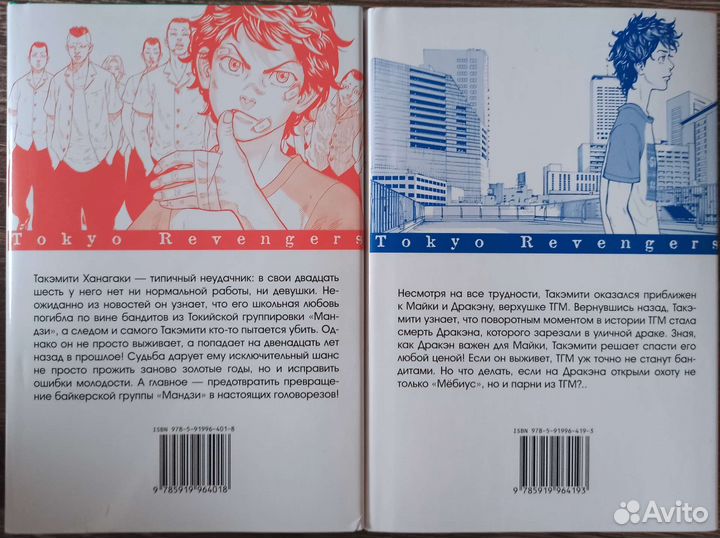 Tokyo Revengers
Такэмити Ханагаки — типичный неудачник: в свои двадцать
шесть у него нет ни нормальной работы, ни девушки. Не-
ожиданно из новостей он узнает, что его школьная любовь
погибла по вине бандитов из Токийской группировки «Ман-
дзи», а следом и самого Такэмити кто-то пытается убить. Од-
нако он не просто выживает, а попадает на двенадцать лет
назад в прошлое! Судьба дарует ему исключительный шанс
не просто прожить заново золотые годы, но и исправить
ошибки молодости. А главное — предотвратить превраще-
ние байкерской группы «Мандзи» в настоящих головорезов!
ISBN 978-5-91996-401-8
9 785919 964018
Tokyo Revengers
Несмотря на все трудности, Такэмити оказался приближен
к Майки и Дракэну, верхушке ТГМ. Вернувшись назад, Такэ-
мити узнает, что поворотным моментом в истории ТГМ стала
смерть Дракэна, которого зарезали в уличной драке. Зная,
как Дракэн важен для Майки, Такэмити решает спасти его
любой ценой! Если он выживет, ТГМ уж точно не станут бан-
дитами. Но что делать, если на Дракэна открыли охоту не
только «Мёбиус», но и парни из ТГМ?..
ISBN 978-5-91996-419-3
9 785919 964193
Avito